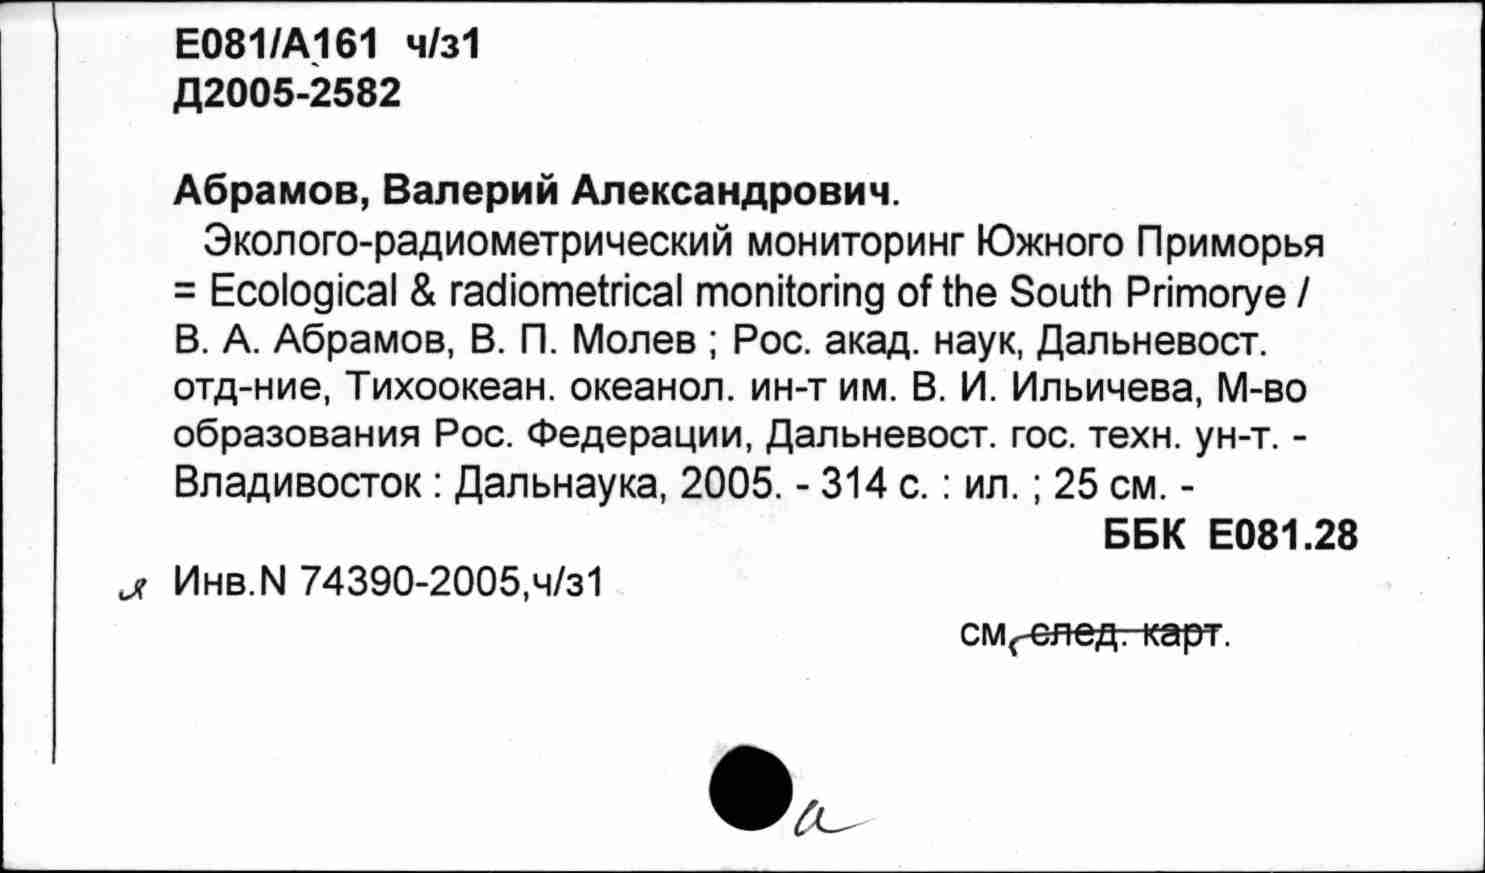 Е081/А161 ч/з1
Д2005-2582
Абрамов, Валерий Александрович.
Эколого-радиометрический мониторинг Южного Приморья
= Ecological & radiometrical monitoring of the South Primorye /
В. А. Абрамов, В. П. Молев ; Рос. акад. наук, Дальневост.
отд-ние, Тихоокеан. океанол. ин-т им. В. И. Ильичева, М-во
образования Рос. Федерации, Дальневост. гос. техн. ун-т. -
Владивосток : Дальнаука, 2005. - 314 с. : ил. ; 25 см. -
ББК Е081.28
Инв.N 74390-2005,ч/з1
см. след. карт.
а